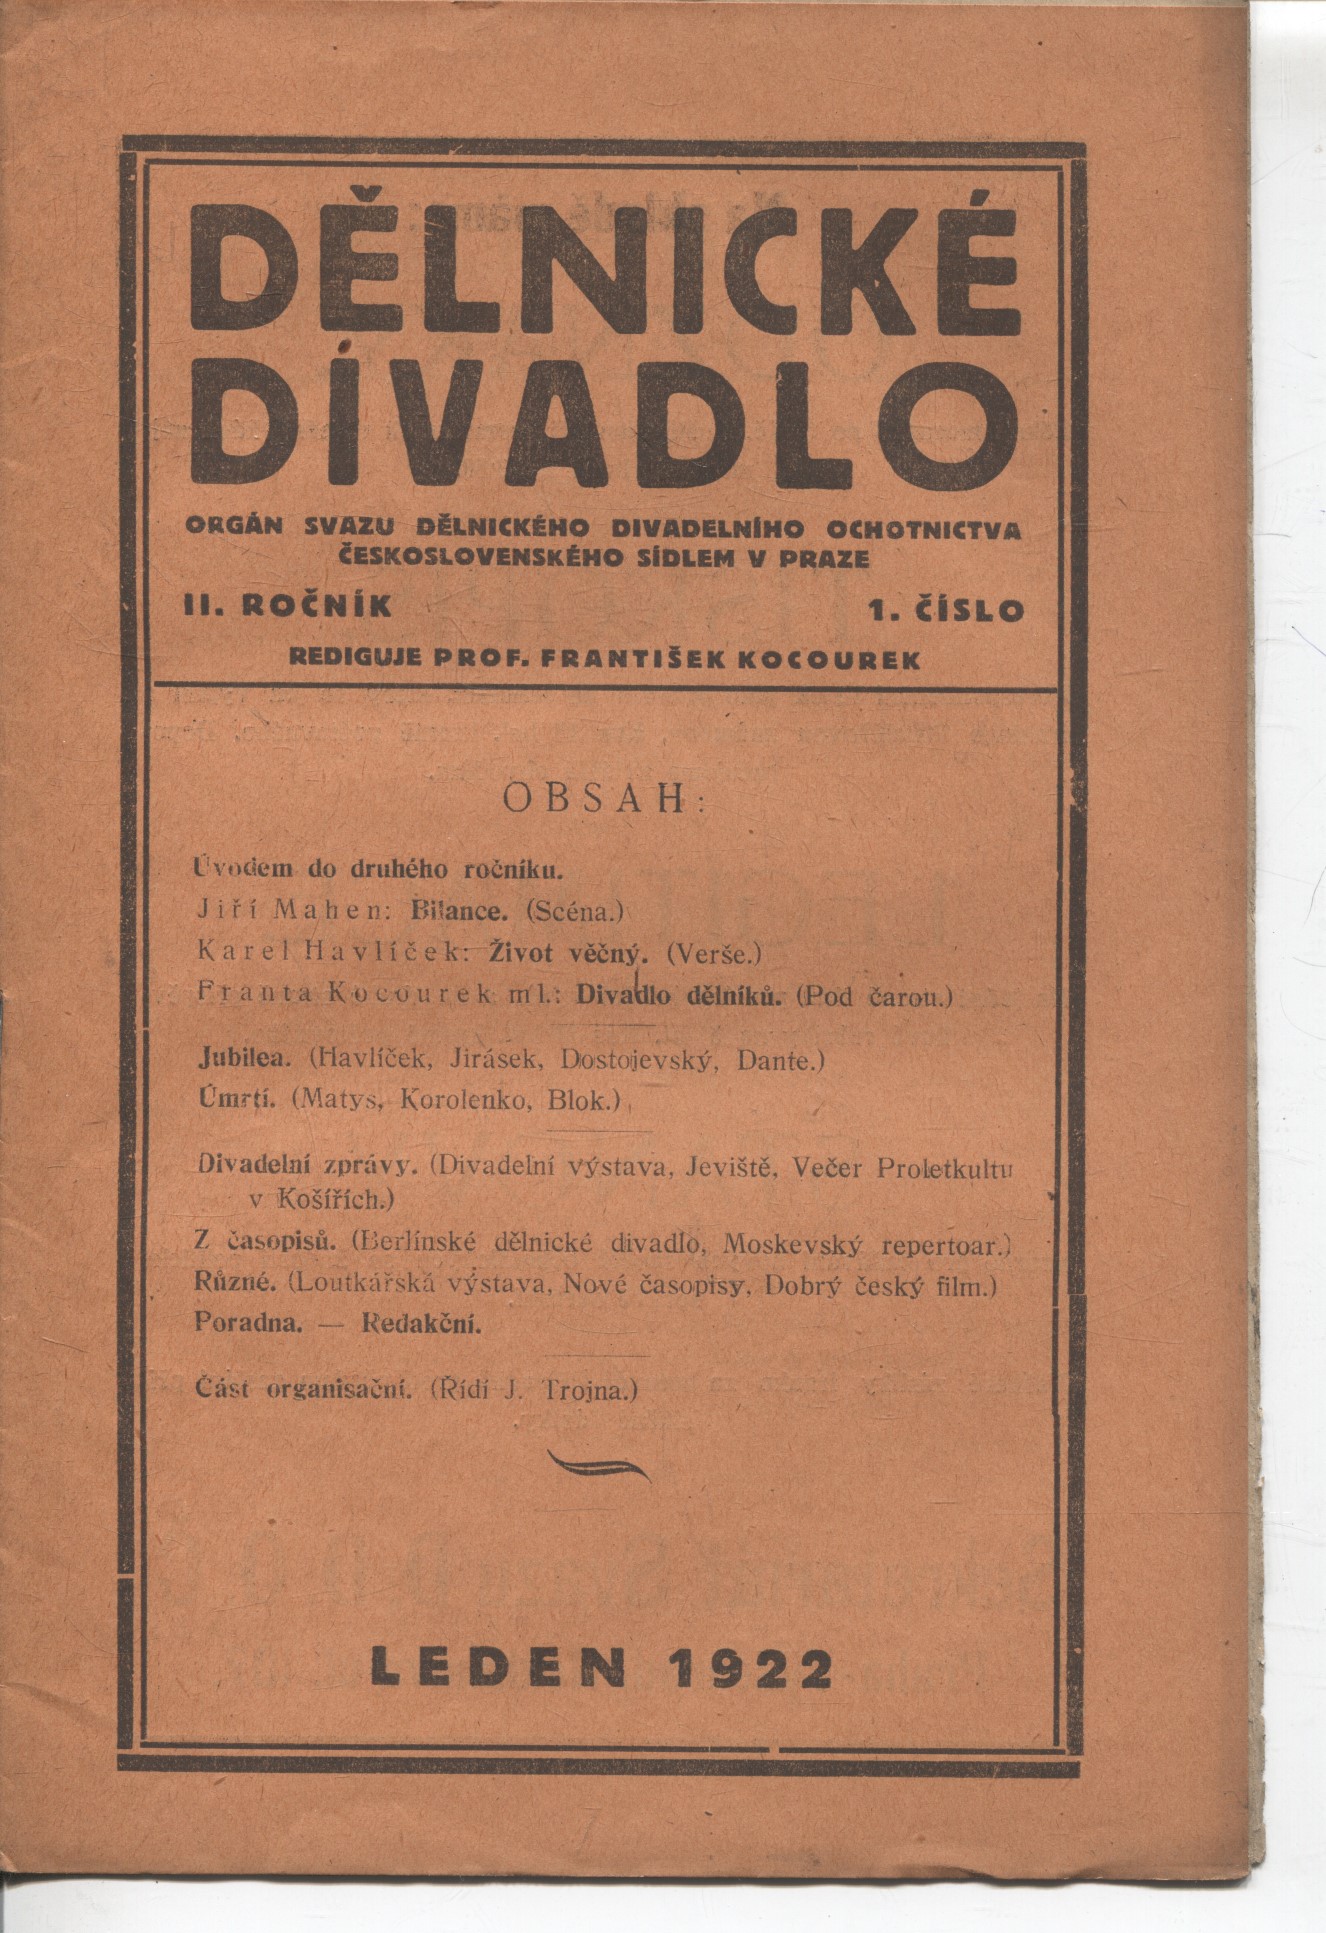 DĚLNICKÉ
DIVADLO
ORGÁN SVAZU DĚLNICKÉHO DIVADELNÍHO OCHOTNICTVA
ČESKOSLOVENSKÉHO SÍDLEM V PRAZE
II. ROČNÍK 1. ČÍSLO
REDIGUJE PROF. FRANTIŠEK KOCOUREK
OBSAH:
Úvodem do druhého ročníku.
Jiří Mahen: Bilance. (Scéna.)
Karel Havlíček: Život věčný. (Verše.)
Franta Kocourek ml.: Divadlo dělníků. (Pod čarou.)
Jubilea. (Havlíček, Jirásek, Dostojevský, Dante.)
Úmrtí. (Matys, Korolenko, Blok.)
Divadelní zprávy. (Divadelní výstava, Jeviště, Večer Proletkultu
v Košířích.)
Z časopisů. (Berlínské dělnické divadlo, Moskevský repertoar.)
Různé. (Loutkářská výstava, Nové časopisy, Dobrý český film.)
Poradna. — Redakční.
Část organisační. (Řídí J. Trojna.)
LEDEN 1922